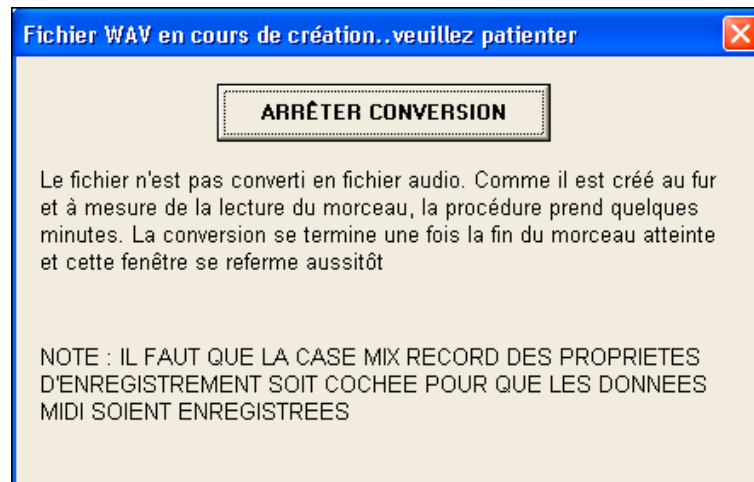 Fichier WAV en cours de création..veuillez patienter
ARRÊTER CONVERSION
Le fichier n'est pas converti en fichier audio. Comme il est créé au fur
et à mesure de la lecture du morceau, la procédure prend quelques
minutes. La conversion se termine une fois la fin du morceau atteinte
et cette fenêtre se referme aussitôt
NOTE : IL FAUT QUE LA CASE MIX RECORD DES PROPRIETES
D'ENREGISTREMENT SOIT COCHEE POUR QUE LES DONNEES
MIDI SOIENT ENREGISTREES